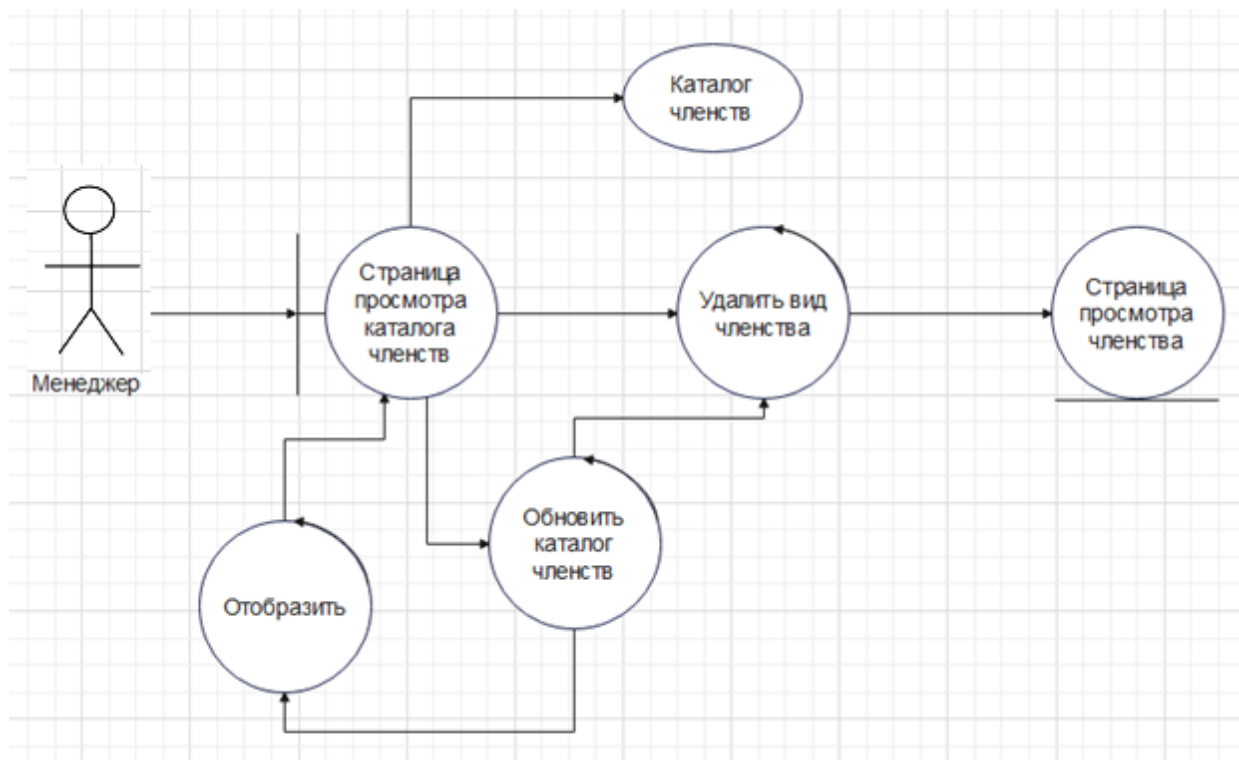 Каталог
членств
Страница
просмотра
каталога
членств
Удалить вид
членства
Страница
просмотра
членства
Менеджер
Обновить
каталог
членств
Отобразить